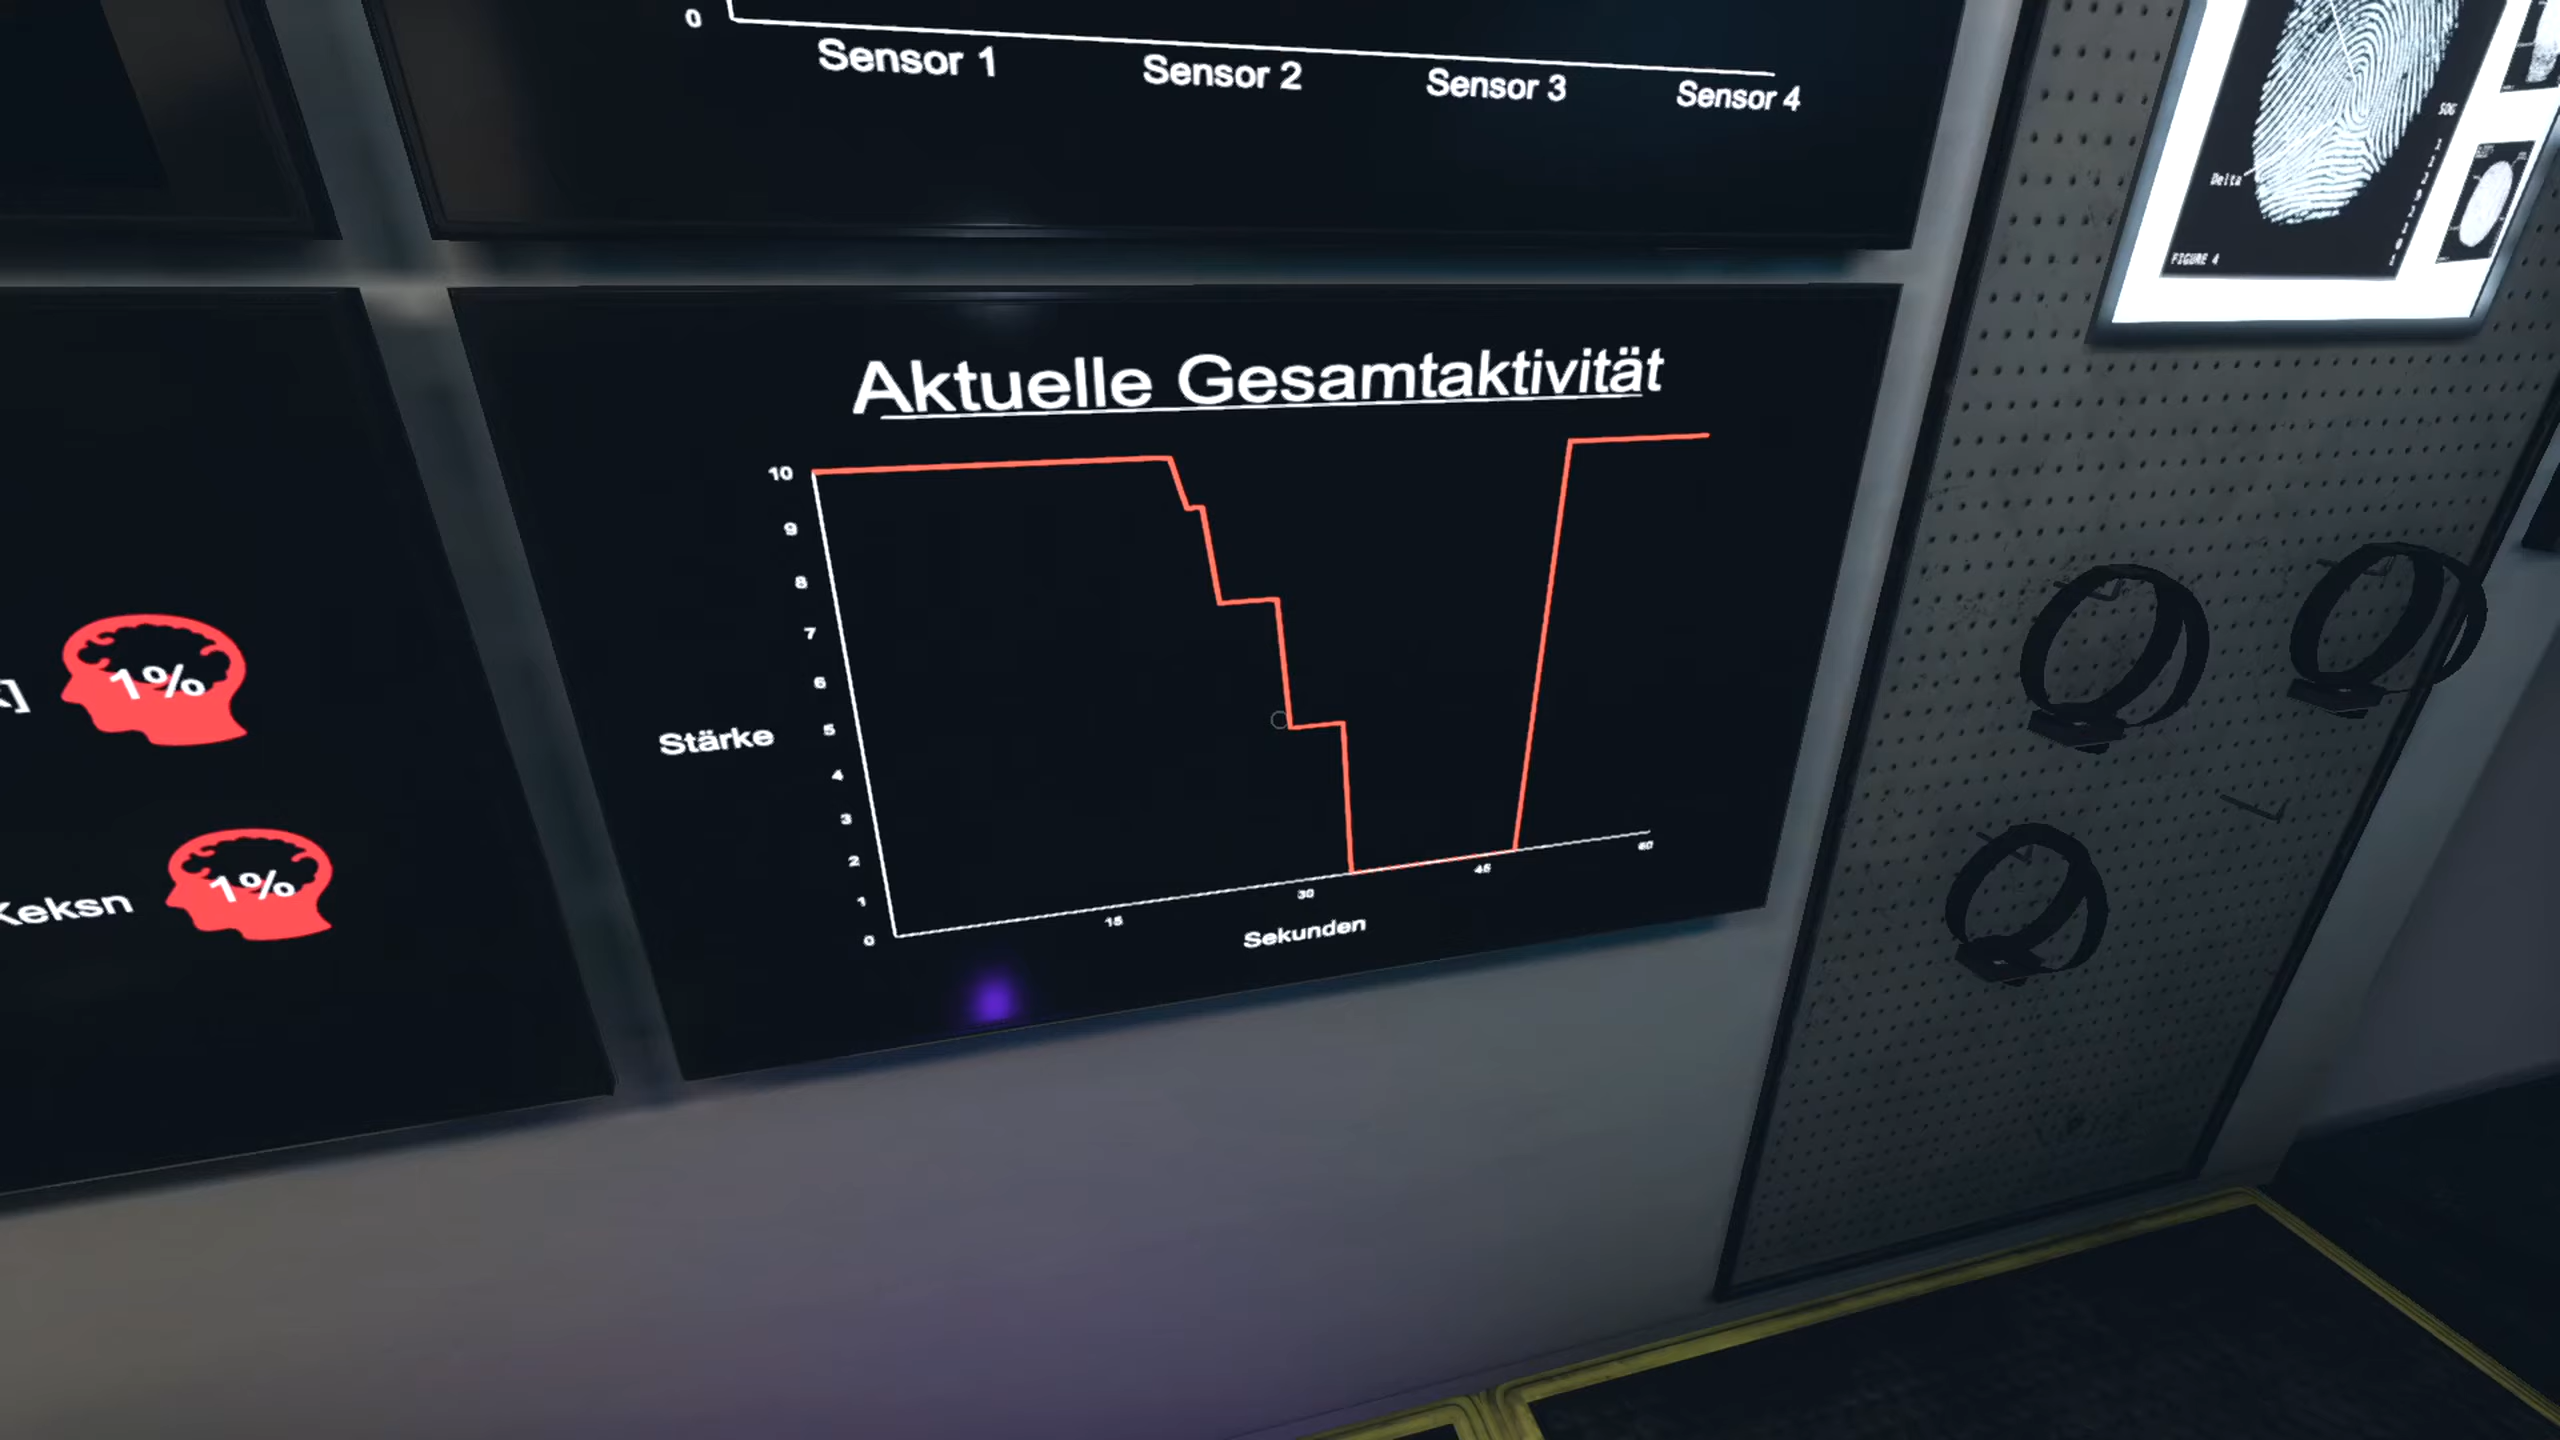 0
Sensor 1
Sensor 2
Sensor 3
Sensor 4
Delta
FIGURE 4
Aktuelle Gesamtaktivität
10
9
8
7
6
5
4
3
2
1
0
Stärke
15
30
45
60
Sekunden
1%
Keksn
1%